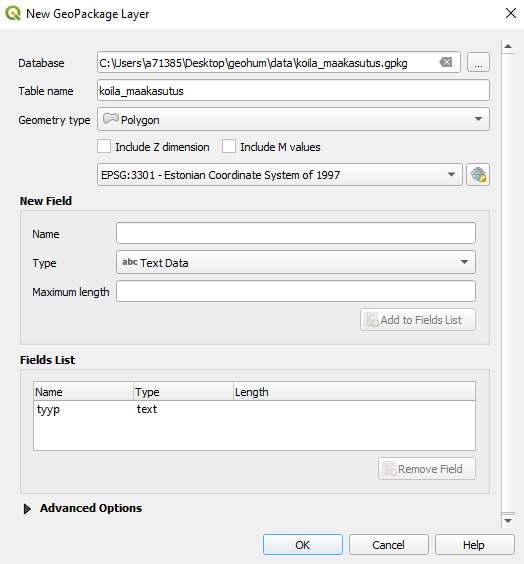 New GeoPackage Layer
Database C:\Users\a71385\Desktop\geohum\data\koila_maakasutus.gpkg ...
Table name koila_maakasutus
Geometry type Polygon
Include Z dimension Include M values
EPSG:3301 - Estonian Coordinate System of 1997
New Field
Name
Type abc Text Data
Maximum length
Add to Fields List
Fields List
Name Type Length
tyyp text
Remove Field
Advanced Options
OK Cancel Help